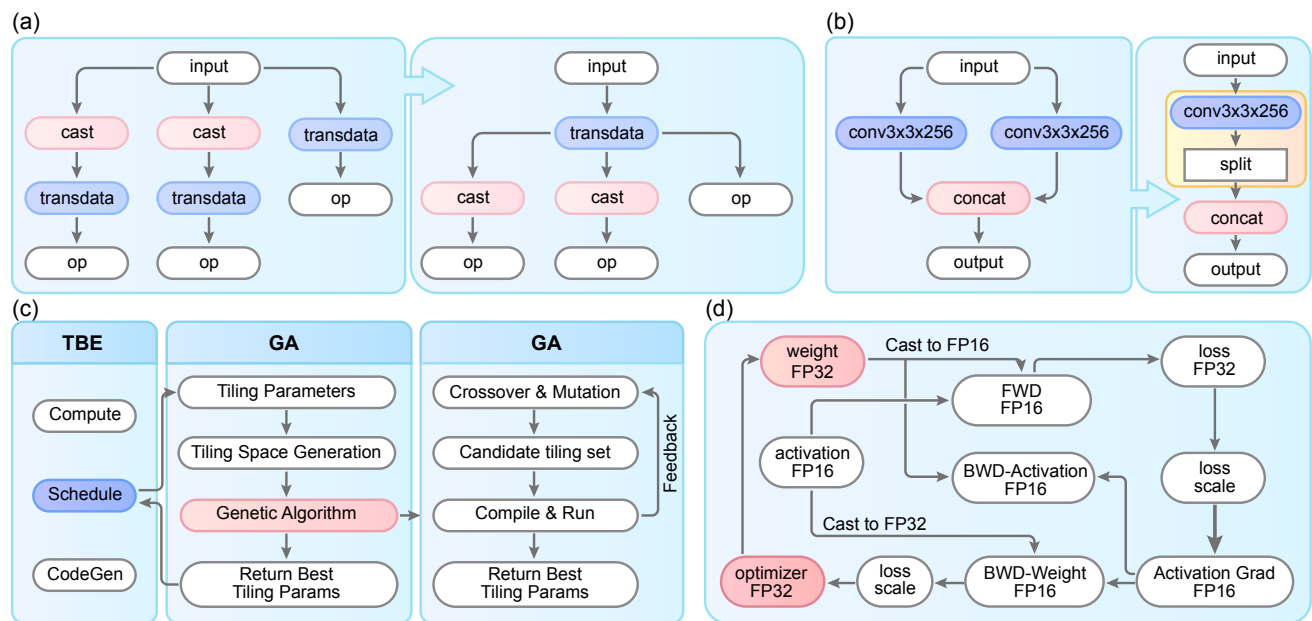 (a)
input
cast
cast
transdata
transdata
transdata
op
op
op
input
transdata
cast
cast
op
op
op
(b)
input
conv3x3x256
conv3x3x256
concat
output
input
conv3x3x256
split
concat
output
(c)
TBE
Compute
Schedule
CodeGen
GA
Tiling Parameters
Tiling Space Generation
Genetic Algorithm
Return Best
Tiling Params
GA
Crossover & Mutation
Candidate tiling set
Compile & Run
Return Best
Tiling Params
Feedback
(d)
weight
FP32
Cast to FP16
FWD
FP16
loss
FP32
activation
FP16
BWD-Activation
FP16
loss
scale
Cast to FP32
optimizer
FP32
loss
scale
BWD-Weight
FP16
Activation Grad
FP16